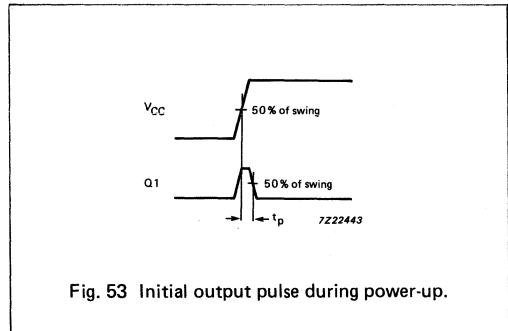 VCC
50% of swing
Q1
50% of swing
tp
7Z22443
Fig. 53 Initial output pulse during power-up.